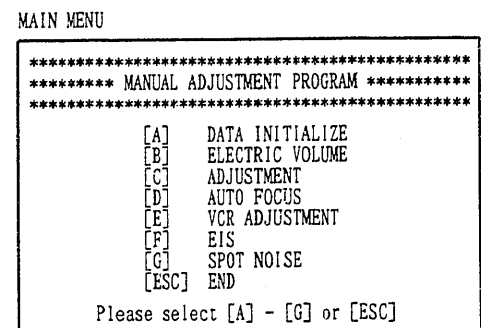 MAIN MENU
***********************************************
********* MANUAL ADJUSTMENT PROGRAM ***********
***********************************************
[A] DATA INITIALIZE
[B] ELECTRIC VOLUME
[C] ADJUSTMENT
[D] AUTO FOCUS
[E] VCR ADJUSTMENT
[F] EIS
[G] SPOT NOISE
[ESC] END
Please select [A] - [G] or [ESC]